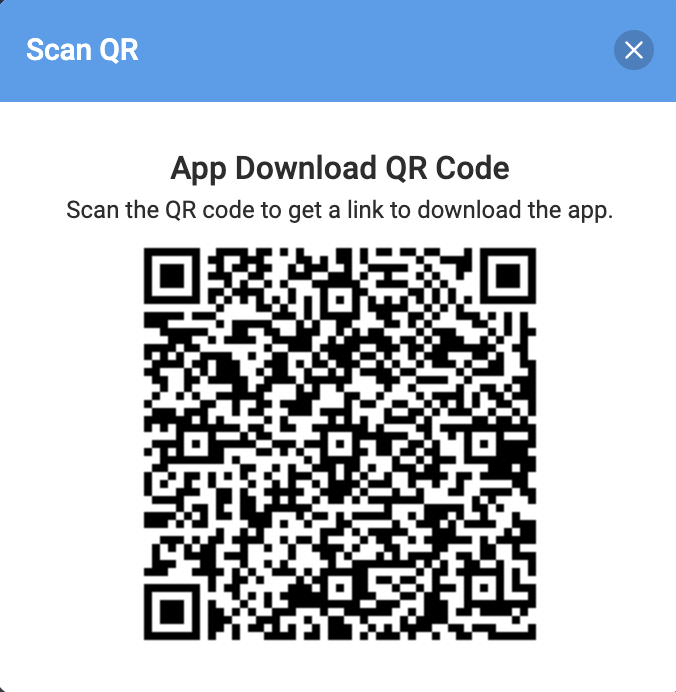 Scan QR
App Download QR Code
Scan the QR code to get a link to download the app.